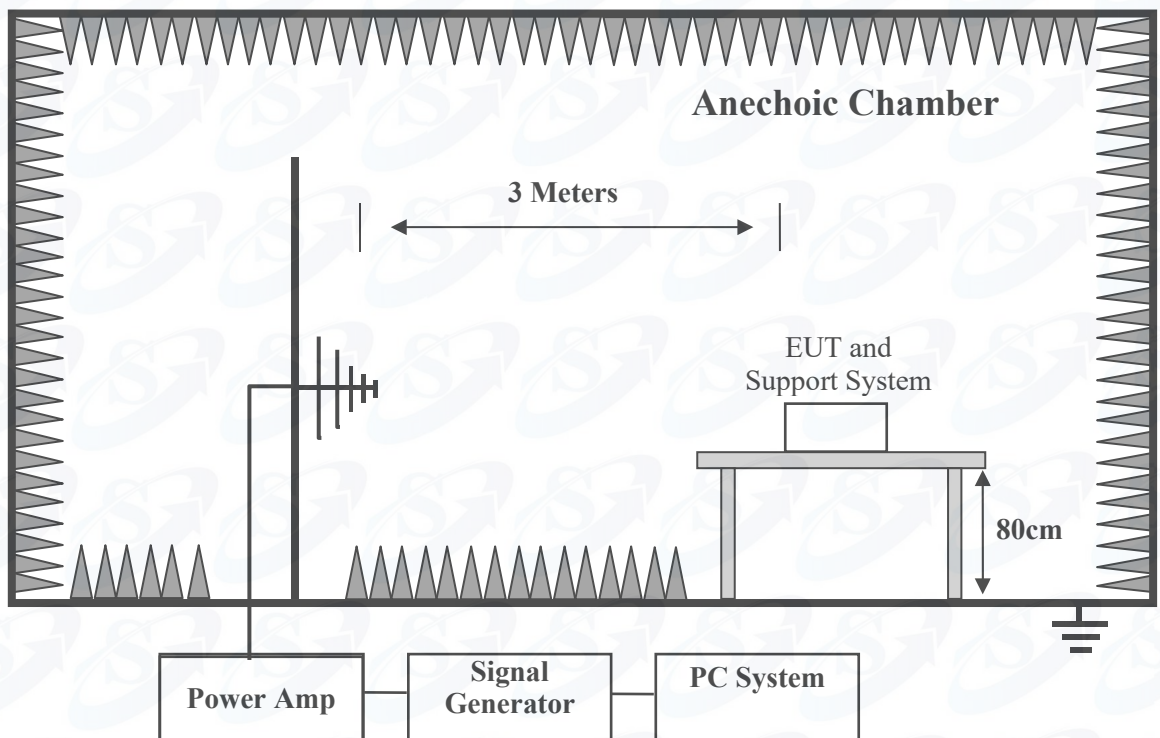 Anechoic Chamber
3 Meters
EUT and
Support System
80cm
Power Amp
Signal
Generator
PC System